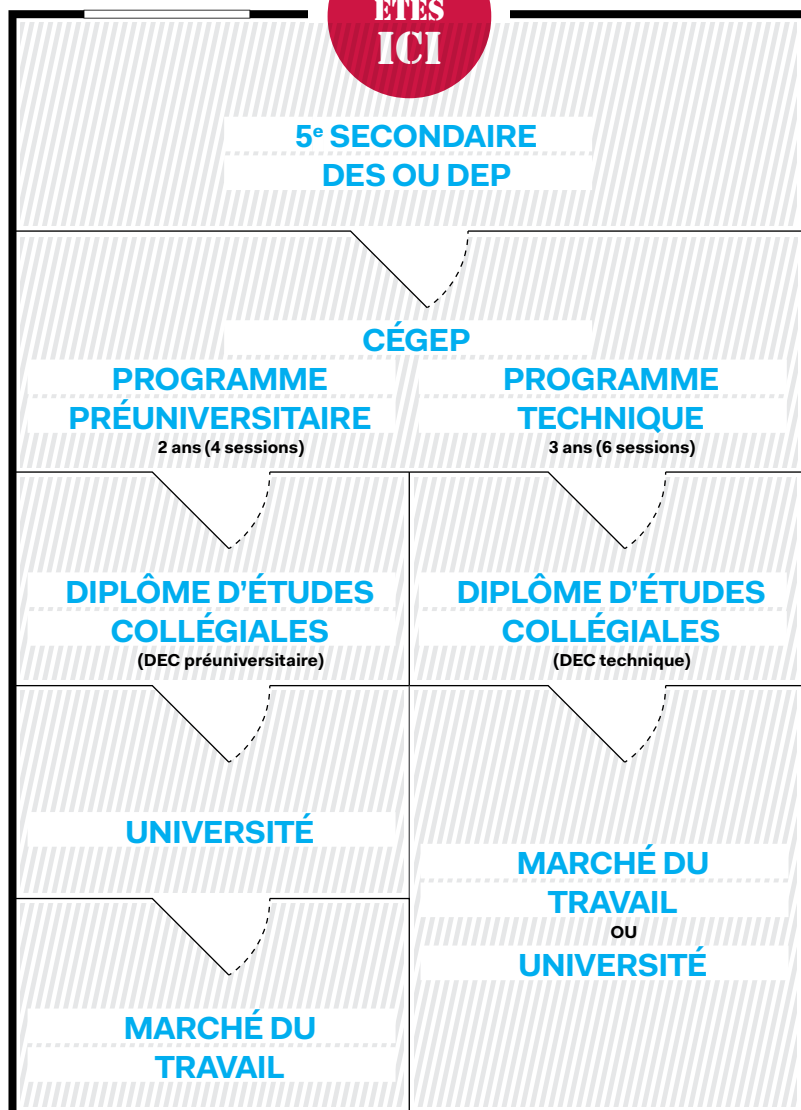 ÊTES
ICI
5e SECONDAIRE
DES OU DEP
CÉGEP
PROGRAMME
PRÉUNIVERSITAIRE
2 ans (4 sessions)
PROGRAMME
TECHNIQUE
3 ans (6 sessions)
DIPLÔME D'ÉTUDES
COLLÉGIALES
(DEC préuniversitaire)
DIPLÔME D'ÉTUDES
COLLÉGIALES
(DEC technique)
UNIVERSITÉ
MARCHÉ DU
TRAVAIL
OU
UNIVERSITÉ
MARCHÉ DU
TRAVAIL